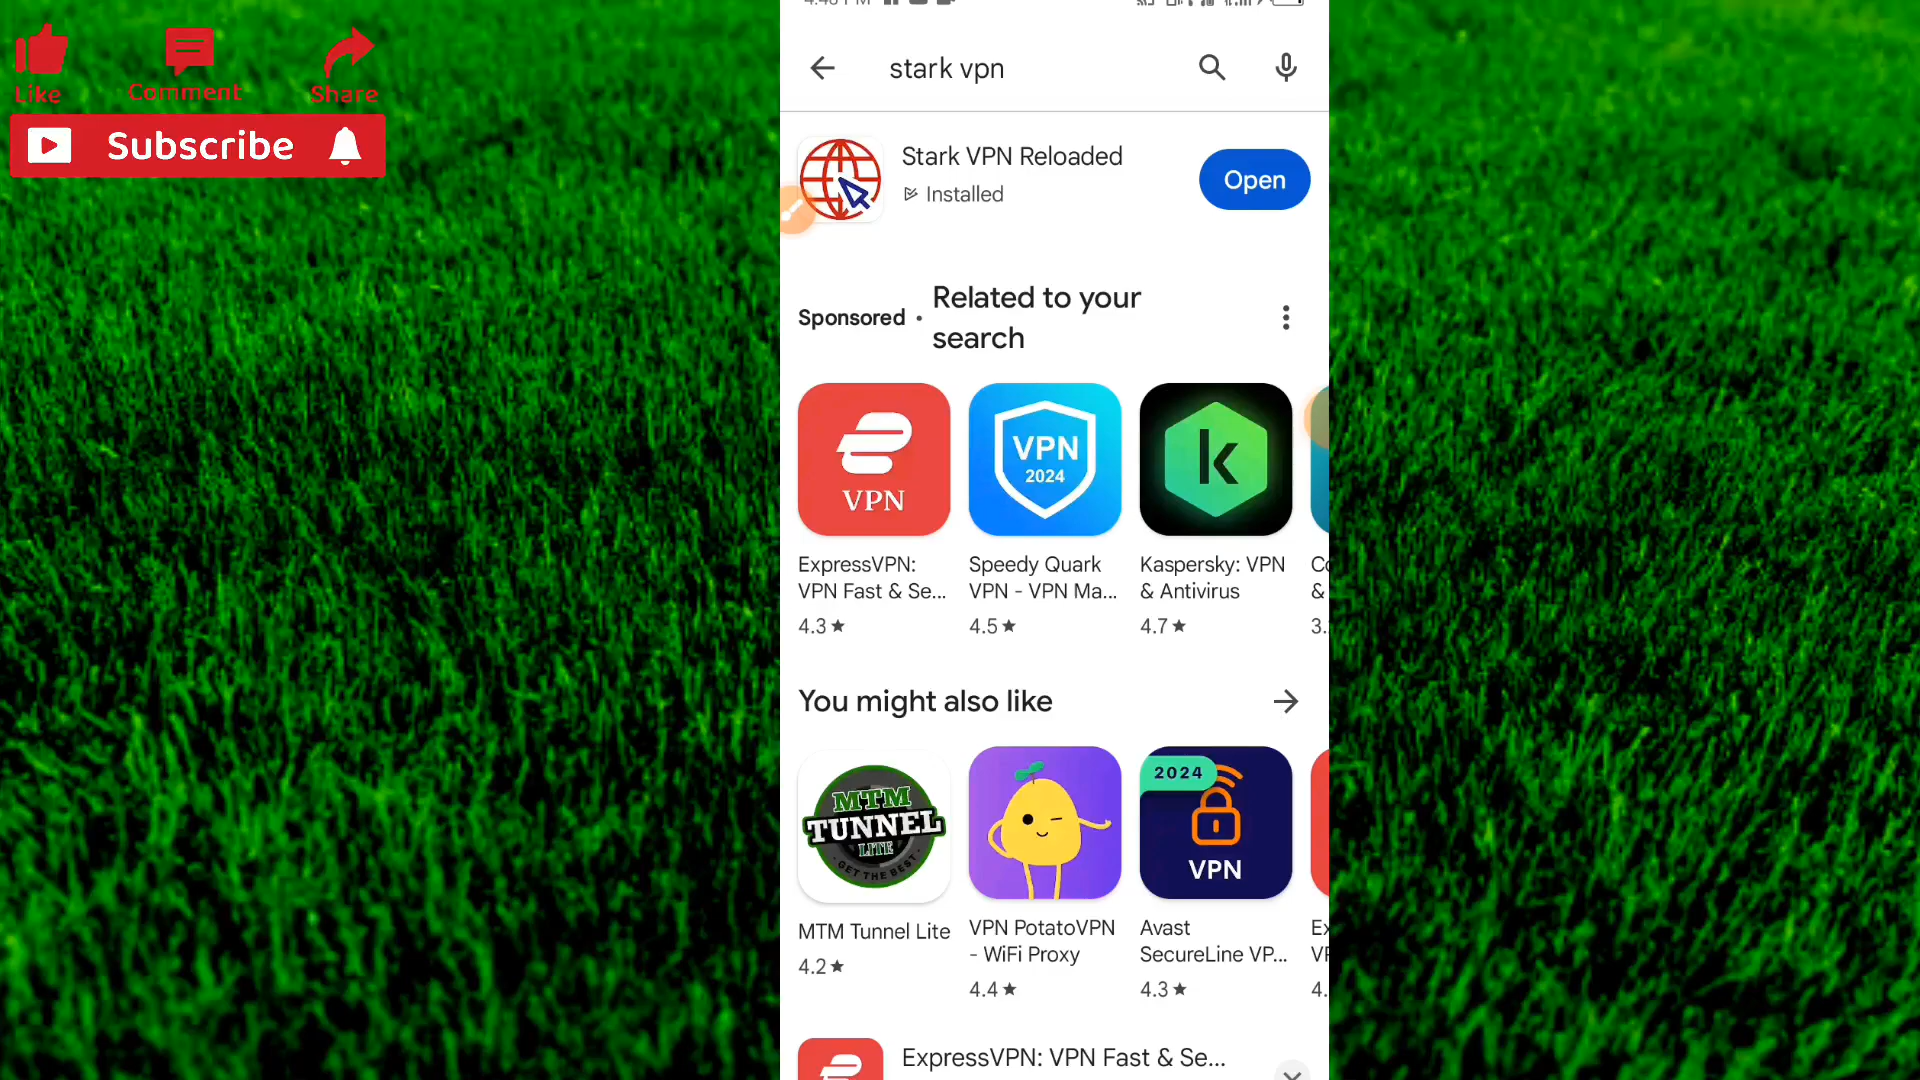 Like
Comment
Share
Subscribe
stark vpn
Stark VPN Reloaded
Installed
Open
Sponsored • Related to your
search
VPN
VPN
2024
k
ExpressVPN:
VPN Fast & Se...
4.3★
Speedy Quark
VPN - VPN Ma...
4.5★
Kaspersky: VPN
& Antivirus
4.7★
You might also like
MTM
TUNNEL
LITE
GET THE BEST
2024
VPN
MTM Tunnel Lite
4.2★
VPN PotatoVPN
- WiFi Proxy
4.4★
Avast
SecureLine VP...
4.3★
ExpressVPN: VPN Fast & Se...